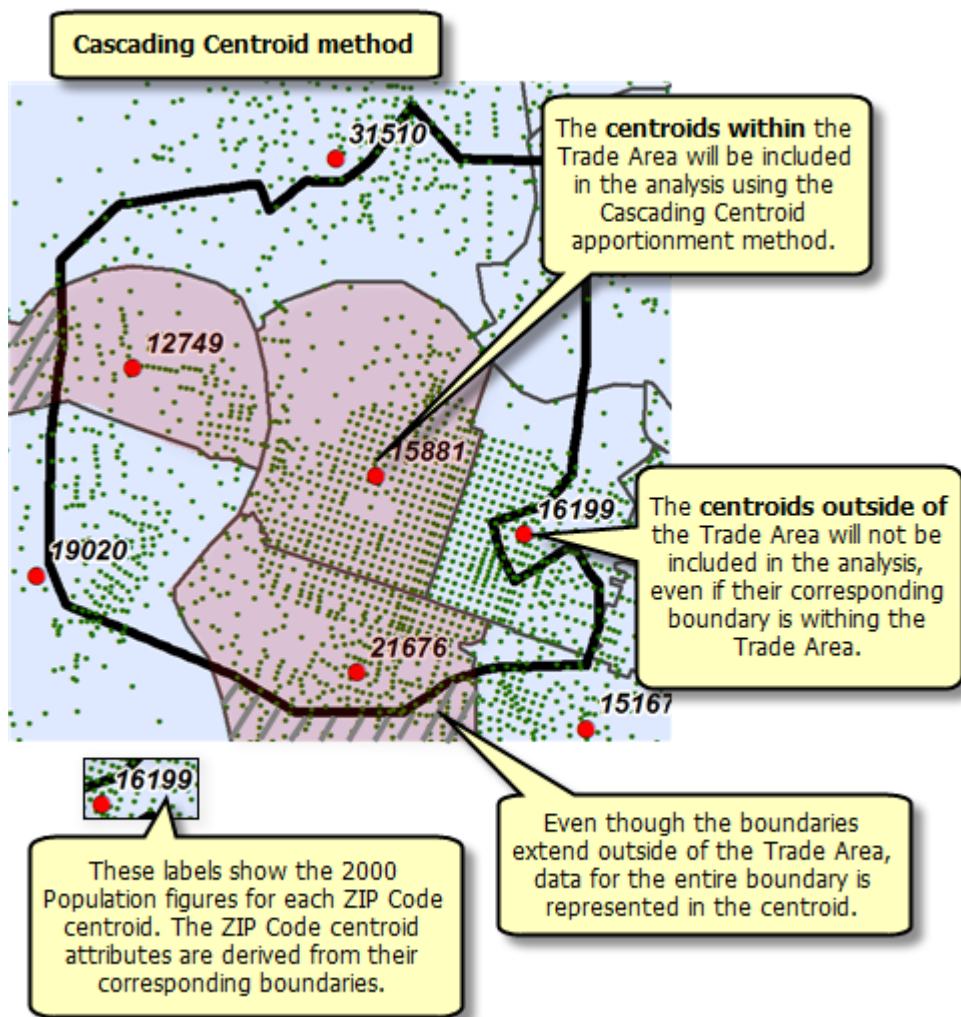 Cascading Centroid method
31510
The centroids within the
Trade Area will be included
in the analysis using the
Cascading Centroid
apportionment method.
12749
15881
16199
The centroids outside of
the Trade Area will not be
included in the analysis,
even if their corresponding
boundary is withing the
Trade Area.
19020
21676
15167
16199
Even though the boundaries
extend outside of the Trade Area,
data for the entire boundary is
represented in the centroid.
These labels show the 2000
Population figures for each ZIP Code
centroid. The ZIP Code centroid
attributes are derived from their
corresponding boundaries.